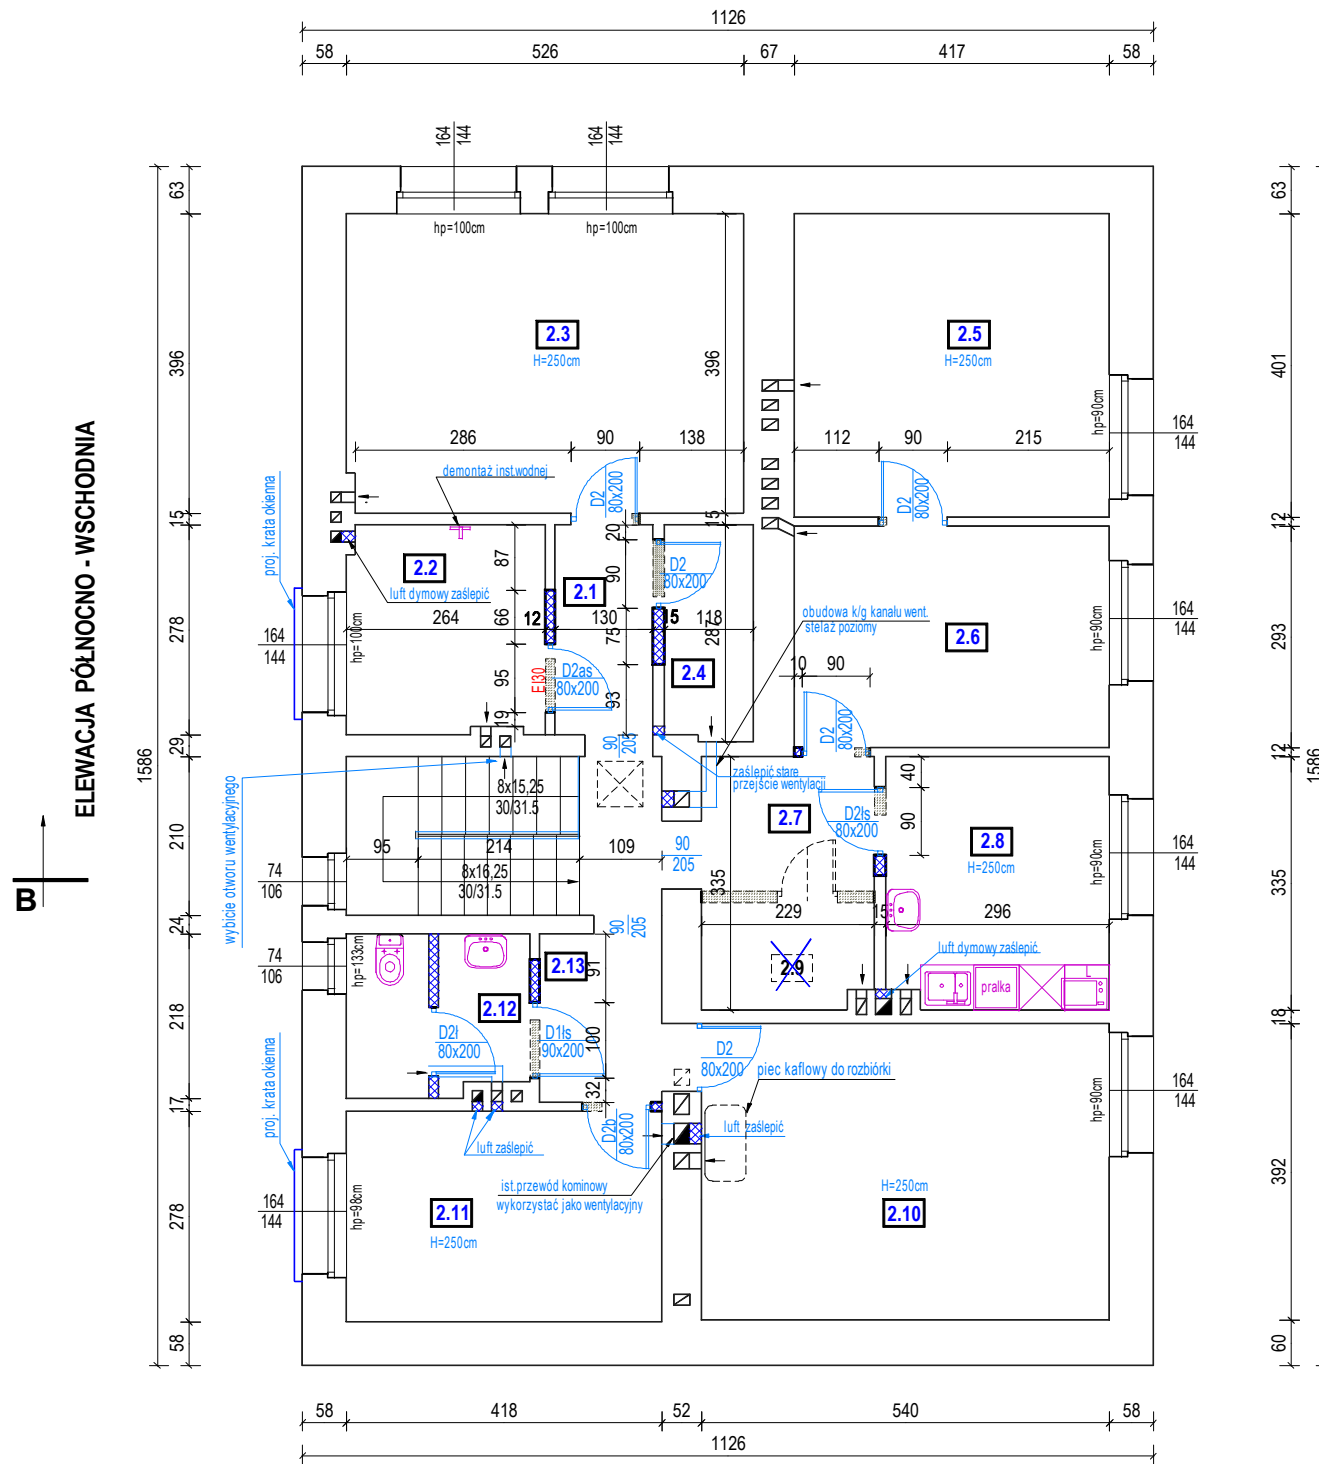 1126
58
526
67
417
58
164
144
164
144
63
396
15
278
29
210
24
218
17
278
58
1586
63
401
12
293
12
335
18
392
60
1586
hp=100cm
hp=100cm
2.3
H=250cm
396
2.5
H=250cm
hp=90cm
164
144
286
90
138
112
90
215
demontaż inst.wodnej
D2
80x200
D2
80x200
ELEWACJA PÓŁNOCNO - WSCHODNIA
B
proj. krata okienna
2.2
luft dymowy zaślepić
87
20
15
2.1
90
D2
80x200
264
66
12
130
75
15
118
287
obudowa k/g kanału went.
stelaż poziomy
2.6
hp=90cm
164
144
164
144
hp=100cm
10
90
95
EI30
D2as
80x200
93
2.4
D2
80x200
19
90
205
zaślepić stare
przejście wentylacji
wybicie otworu wentylacyjnego
8x15,25
30/31.5
40
90
2.7
D2łs
80x200
2.8
H=250cm
hp=90cm
164
144
95
214
109
90
205
74
106
8x16,25
30/31.5
335
229
15
296
90
205
74
106
hp=133cm
2.13
91
2.9
luft dymowy zaślepić
pralka
2.12
D2ł
80x200
D1łs
90x200
100
D2
80x200
piec kaflowy do rozbiórki
hp=90cm
164
144
32
proj. krata okienna
luft zaślepić
D2b
80x200
luft zaślepić
ist.przewód kominowy
wykorzystać jako wentylacyjny
164
144
hp=98cm
2.11
H=250cm
H=250cm
2.10
58
418
52
540
58
1126